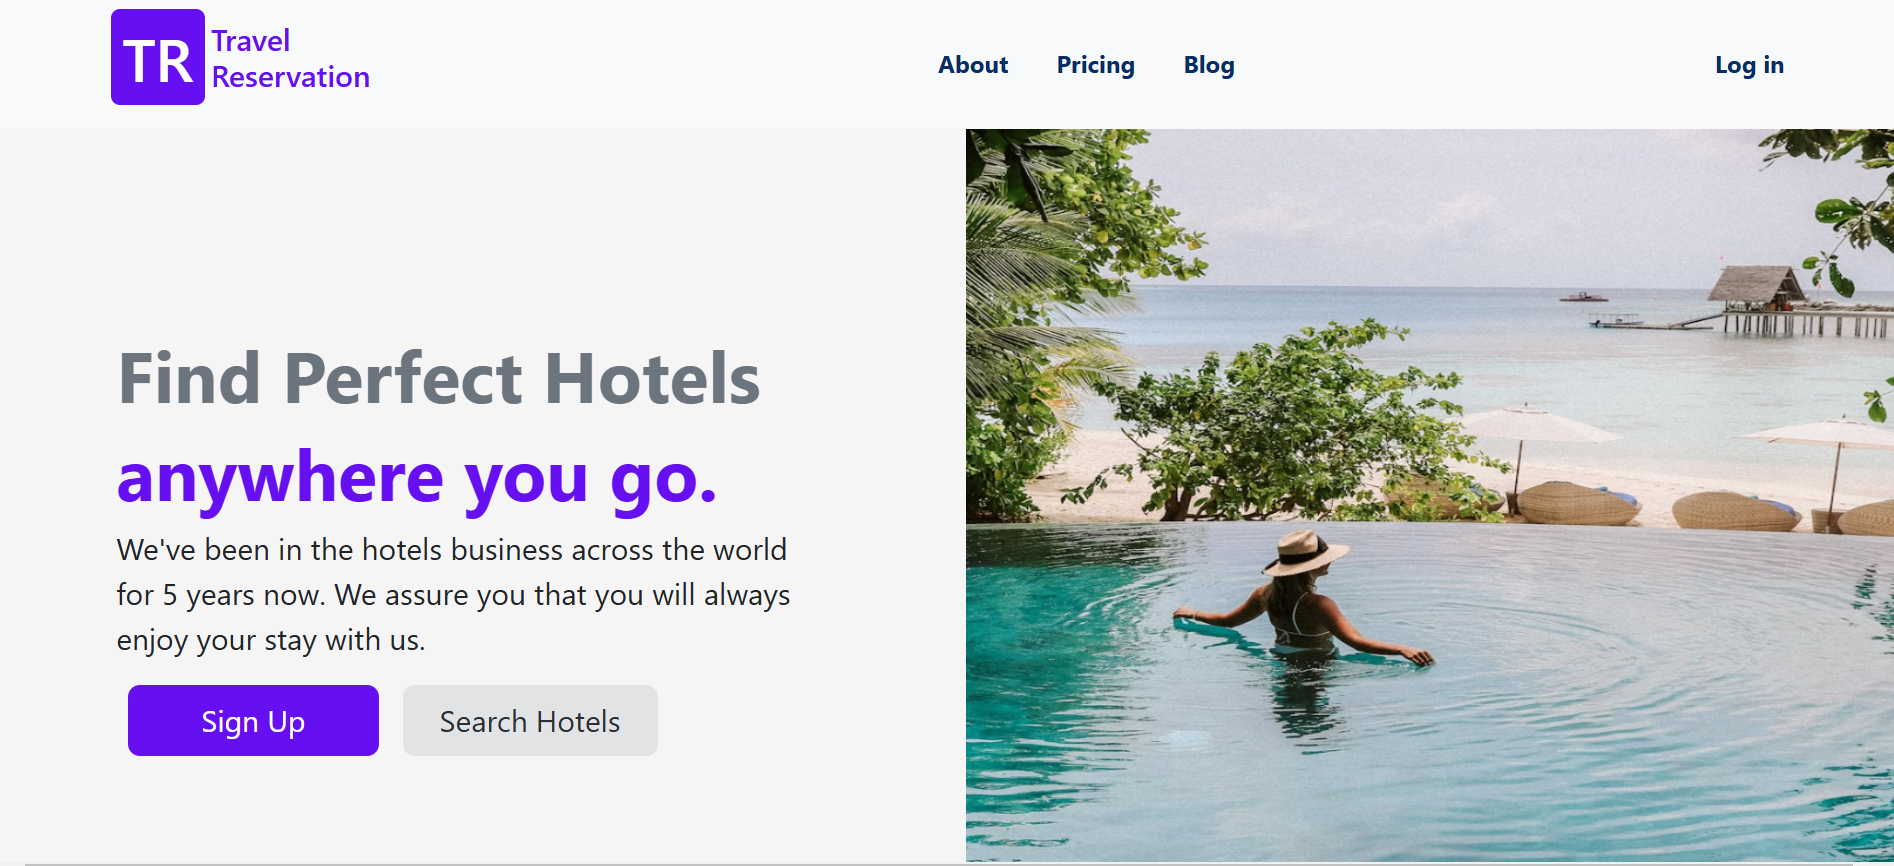 TR
Travel
Reservation
About Pricing Blog Log in
Find Perfect Hotels
anywhere you go.
We've been in the hotels business across the world
for 5 years now. We assure you that you will always
enjoy your stay with us.
Sign Up Search Hotels